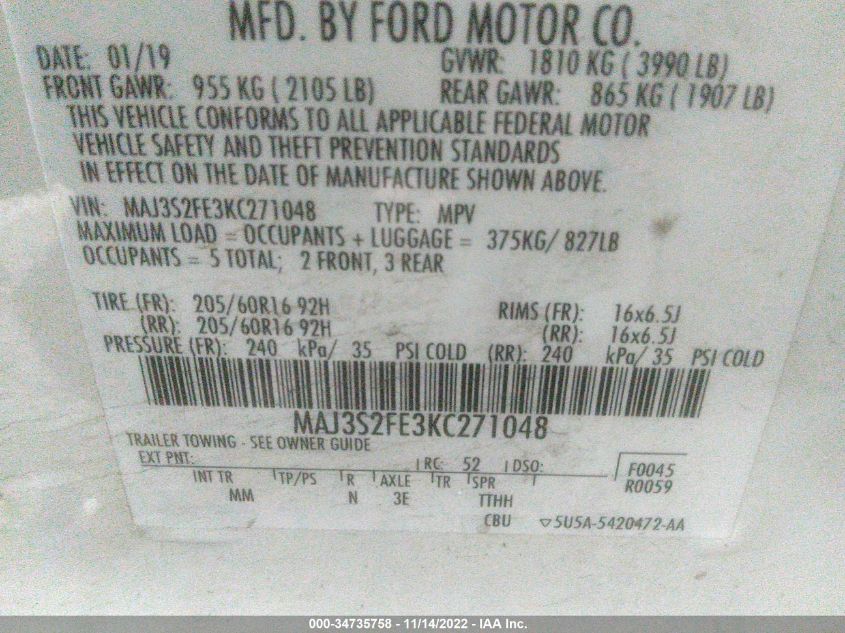 MFD. BY FORD MOTOR CO.
DATE: 01/19 GVWR: 1810 KG ( 3990 LB)
FRONT GAWR: 955 KG ( 2105 LB) REAR GAWR: 865 KG ( 1907 LB)
THIS VEHICLE CONFORMS TO ALL APPLICABLE FEDERAL MOTOR
VEHICLE SAFETY AND THEFT PREVENTION STANDARDS
IN EFFECT ON THE DATE OF MANUFACTURE SHOWN ABOVE.
VIN: MAJ3S2FE3KC271048 TYPE: MPV
MAXIMUM LOAD = OCCUPANTS + LUGGAGE = 375KG/ 827LB
OCCUPANTS = 5 TOTAL; 2 FRONT, 3 REAR
TIRE (FR): 205/60R16 92H RIMS (FR): 16x6.5J
(RR): 205/60R16 92H (RR): 16x6.5J
PRESSURE (FR): 240 kPa/ 35 PSI COLD (RR): 240 kPa/ 35 PSI COLD
MAJ3S2FE3KC271048
TRAILER TOWING - SEE OWNER GUIDE
EXT PNT: RC: 52 DSO: F0045
INT TR TP/PS R AXLE TR SPR R0059
MM N 3E TTHH
CBU ▽5U5A-5420472-AA
000-34735758 - 11/14/2022 - IAA Inc.